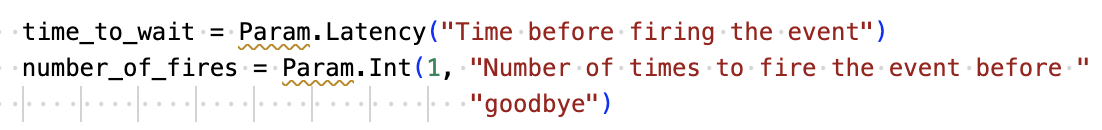 time_to_wait = Param.Latency("Time before firing the event")
number_of_fires = Param.Int(1, "Number of times to fire the event before "
"goodbye")